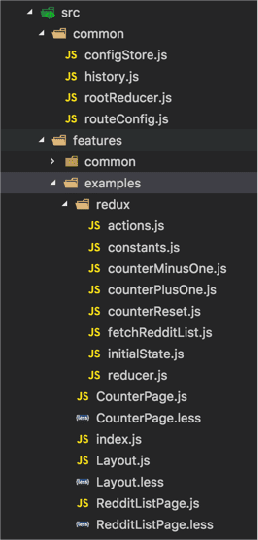 src
common
JS configStore.js
JS history.js
JS rootReducer.js
JS routeConfig.js
features
common
examples
redux
JS actions.js
JS constants.js
JS counterMinusOne.js
JS counterPlusOne.js
JS counterReset.js
JS fetchRedditList.js
JS initialState.js
JS reducer.js
JS CounterPage.js
CounterPage.less
JS index.js
JS Layout.js
Layout.less
JS RedditListPage.js
RedditListPage.less